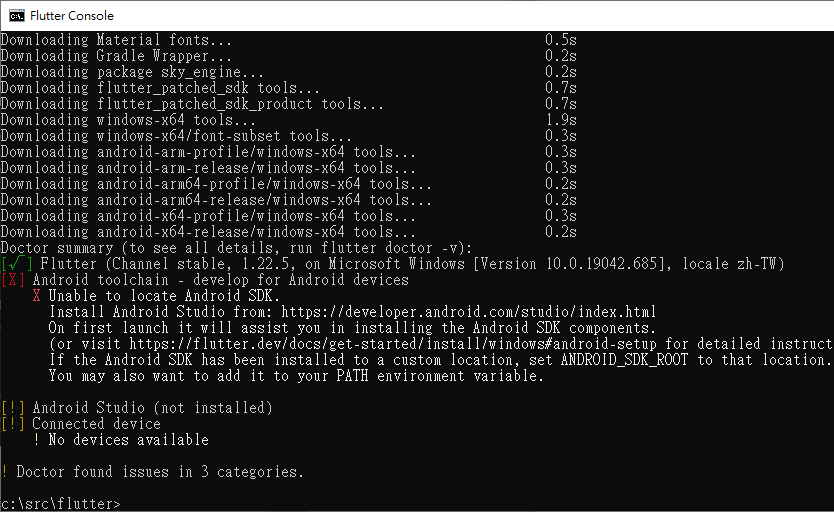 Flutter Console
Downloading Material fonts... 0.5s
Downloading Gradle Wrapper... 0.2s
Downloading package sky_engine... 0.2s
Downloading flutter_patched_sdk tools... 0.7s
Downloading flutter_patched_sdk_product tools... 0.7s
Downloading windows-x64 tools... 1.9s
Downloading windows-x64/font-subset tools... 0.3s
Downloading android-arm-profile/windows-x64 tools... 0.3s
Downloading android-arm-release/windows-x64 tools... 0.3s
Downloading android-arm64-profile/windows-x64 tools... 0.2s
Downloading android-arm64-release/windows-x64 tools... 0.2s
Downloading android-x64-profile/windows-x64 tools... 0.3s
Downloading android-x64-release/windows-x64 tools... 0.2s
Doctor summary (to see all details, run flutter doctor -v):
[√] Flutter (Channel stable, 1.22.5, on Microsoft Windows [Version 10.0.19042.685], locale zh-TW)
[X] Android toolchain - develop for Android devices
X Unable to locate Android SDK.
Install Android Studio from: https://developer.android.com/studio/index.html
On first launch it will assist you in installing the Android SDK components.
(or visit https://flutter.dev/docs/get-started/install/windows#android-setup for detailed instruct
If the Android SDK has been installed to a custom location, set ANDROID_SDK_ROOT to that location.
You may also want to add it to your PATH environment variable.
[!] Android Studio (not installed)
[!] Connected device
! No devices available
! Doctor found issues in 3 categories.
c:\src\flutter>